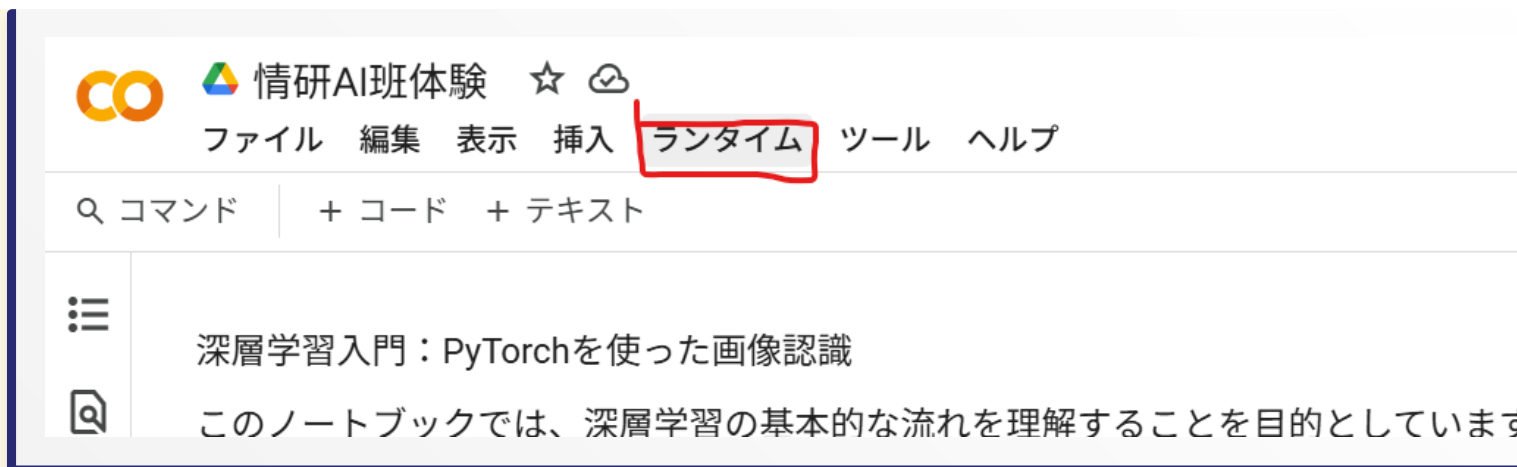 情研AI班体験
ファイル 編集 表示 挿入 ランタイム ツール ヘルプ
コマンド + コード + テキスト
深層学習入門：PyTorchを使った画像認識
このノートブックでは、深層学習の基本的な流れを理解することを目的としています